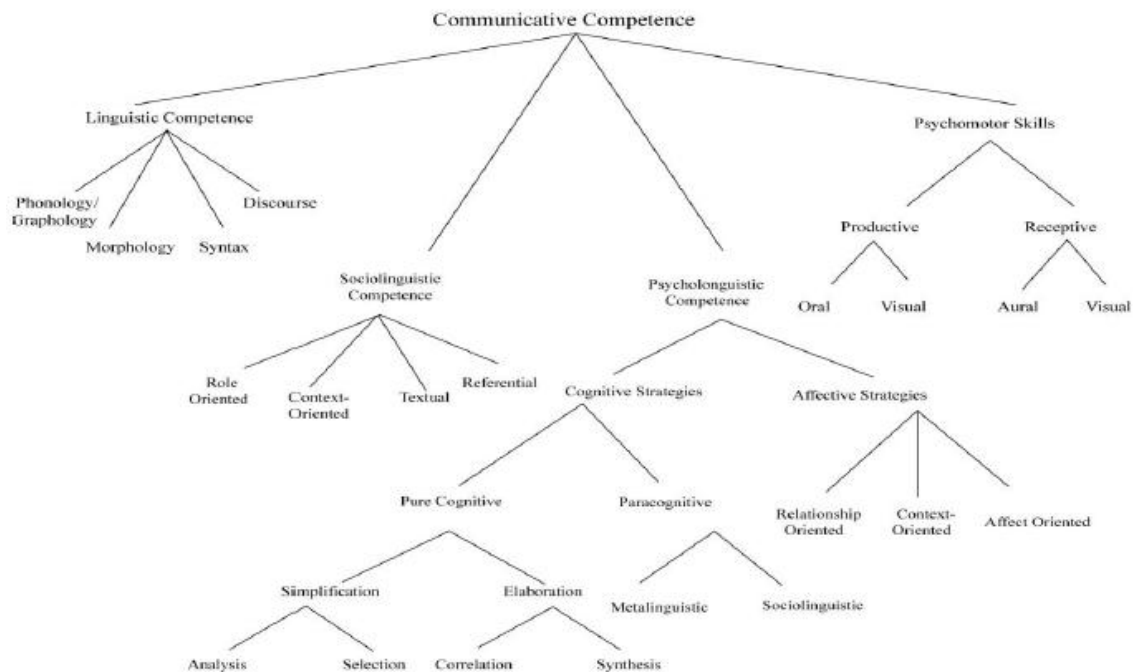 Communicative Competence
Linguistic Competence
Psychomotor Skills
Phonology/
Graphology
Discourse
Morphology
Syntax
Productive
Receptive
Sociolinguistic
Competence
Psycholonguistic
Competence
Oral
Visual
Aural
Visual
Role
Oriented
Context-
Oriented
Textual
Referential
Cognitive Strategies
Affective Strategies
Pure Cognitive
Paracognitive
Relationship
Oriented
Context-
Oriented
Affect Oriented
Simplification
Elaboration
Metalinguistic
Sociolinguistic
Analysis
Selection
Correlation
Synthesis